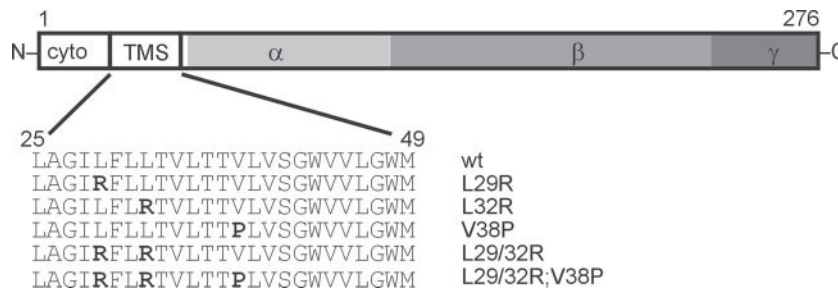 1 276
N cyto TMS α β γ C
25 49
LAGILFLLTVLTTVLVSGWVVLGWM wt
LAGIRFLLTVLTTVLVSGWVVLGWM L29R
LAGILFLRTVLTTVLVSGWVVLGWM L32R
LAGILFLLTVLTTPLVSGWVVLGWM V38P
LAGIRFLRTVLTTVLVSGWVVLGWM L29/32R
LAGIRFLRTVLTTPLVSGWVVLGWM L29/32R;V38P